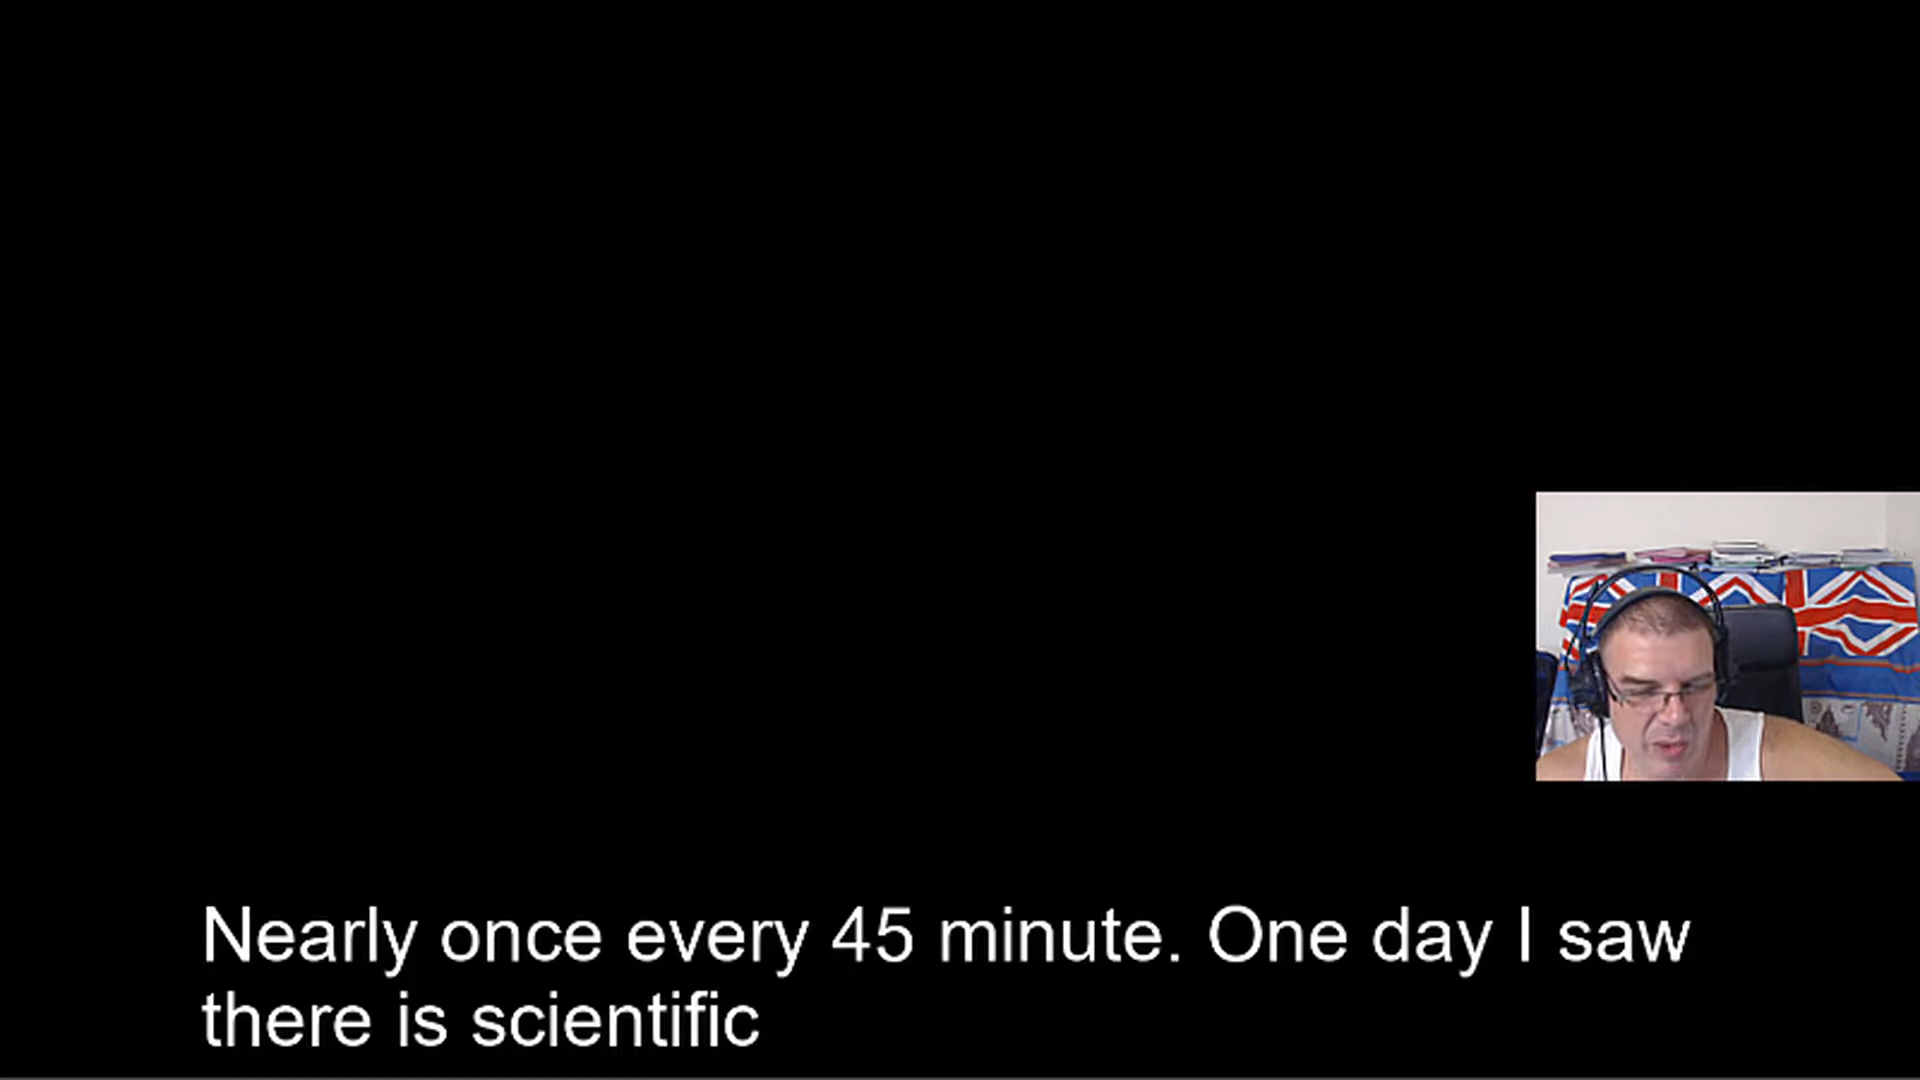 Nearly once every 45 minute. One day I saw
there is scientific